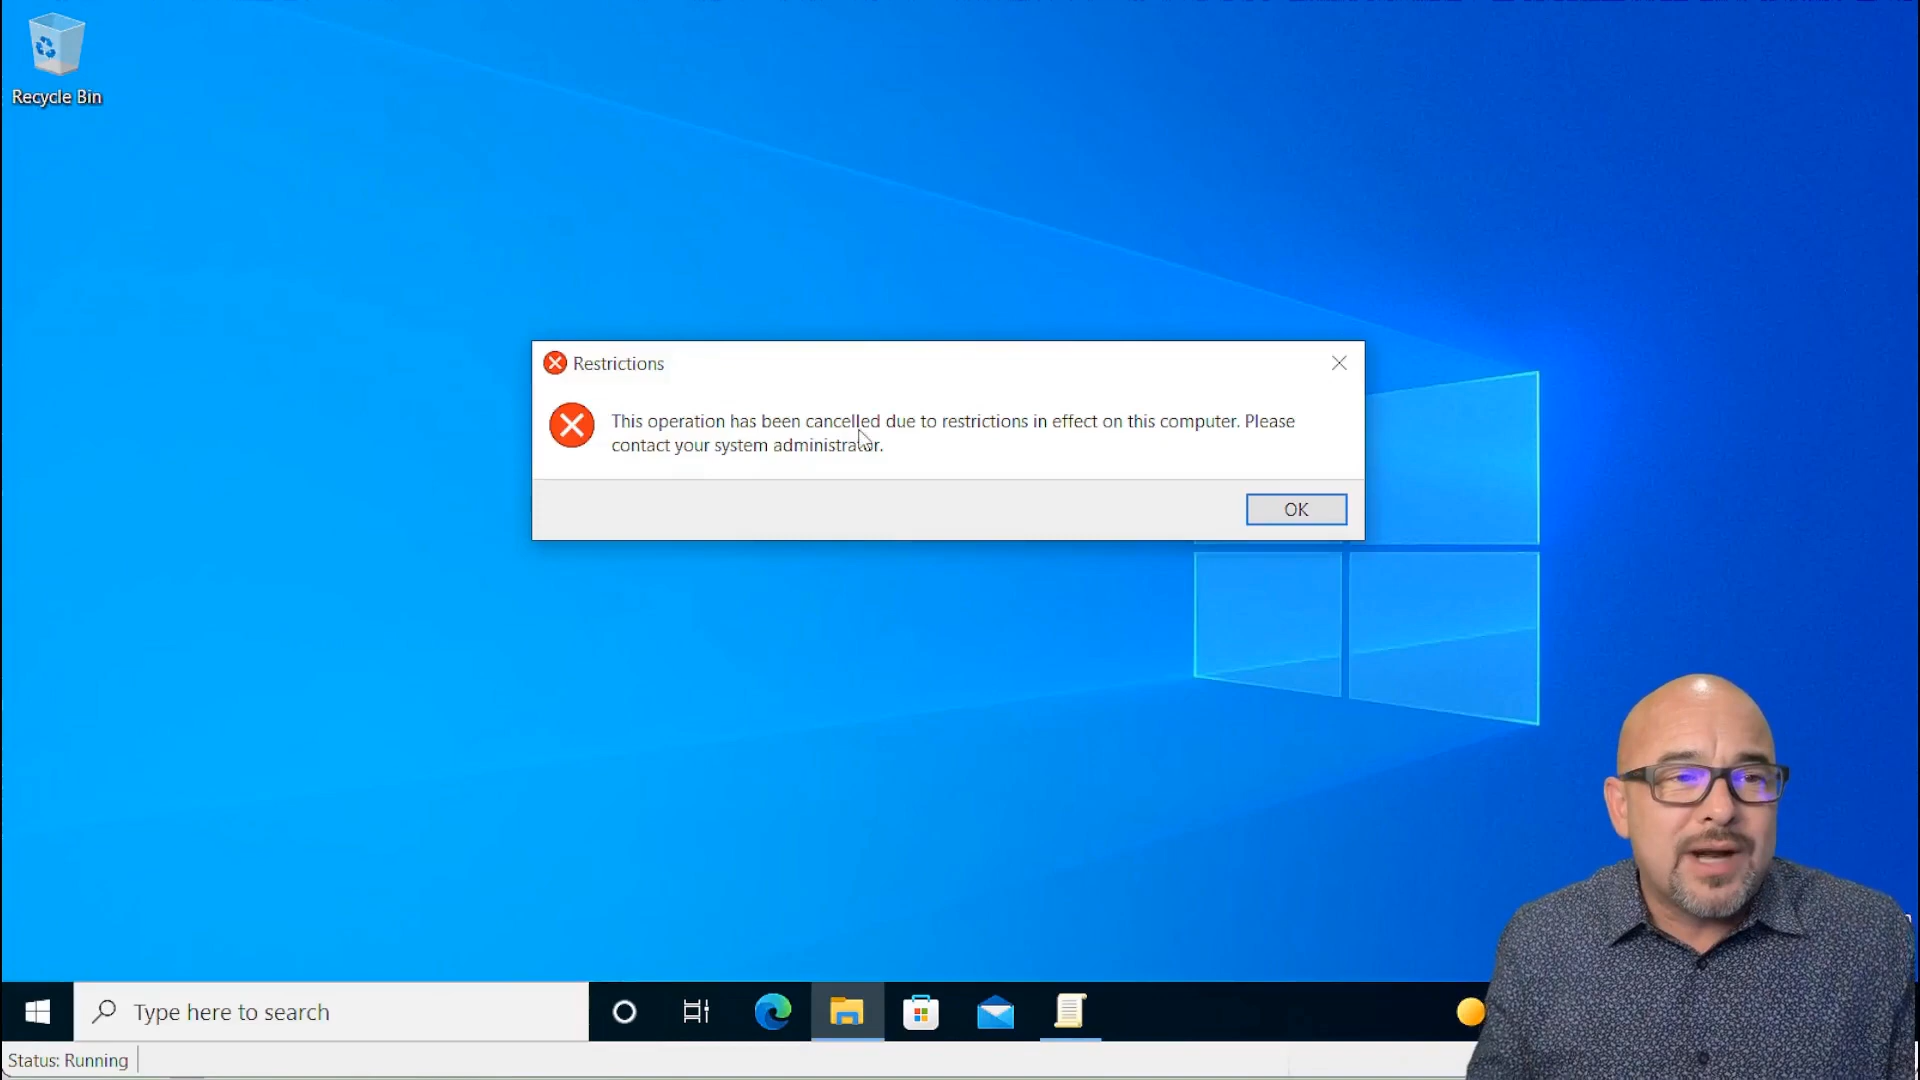 Recycle Bin
Restrictions
This operation has been cancelled due to restrictions in effect on this computer. Please
contact your system administrator.
OK
Type here to search
Status: Running